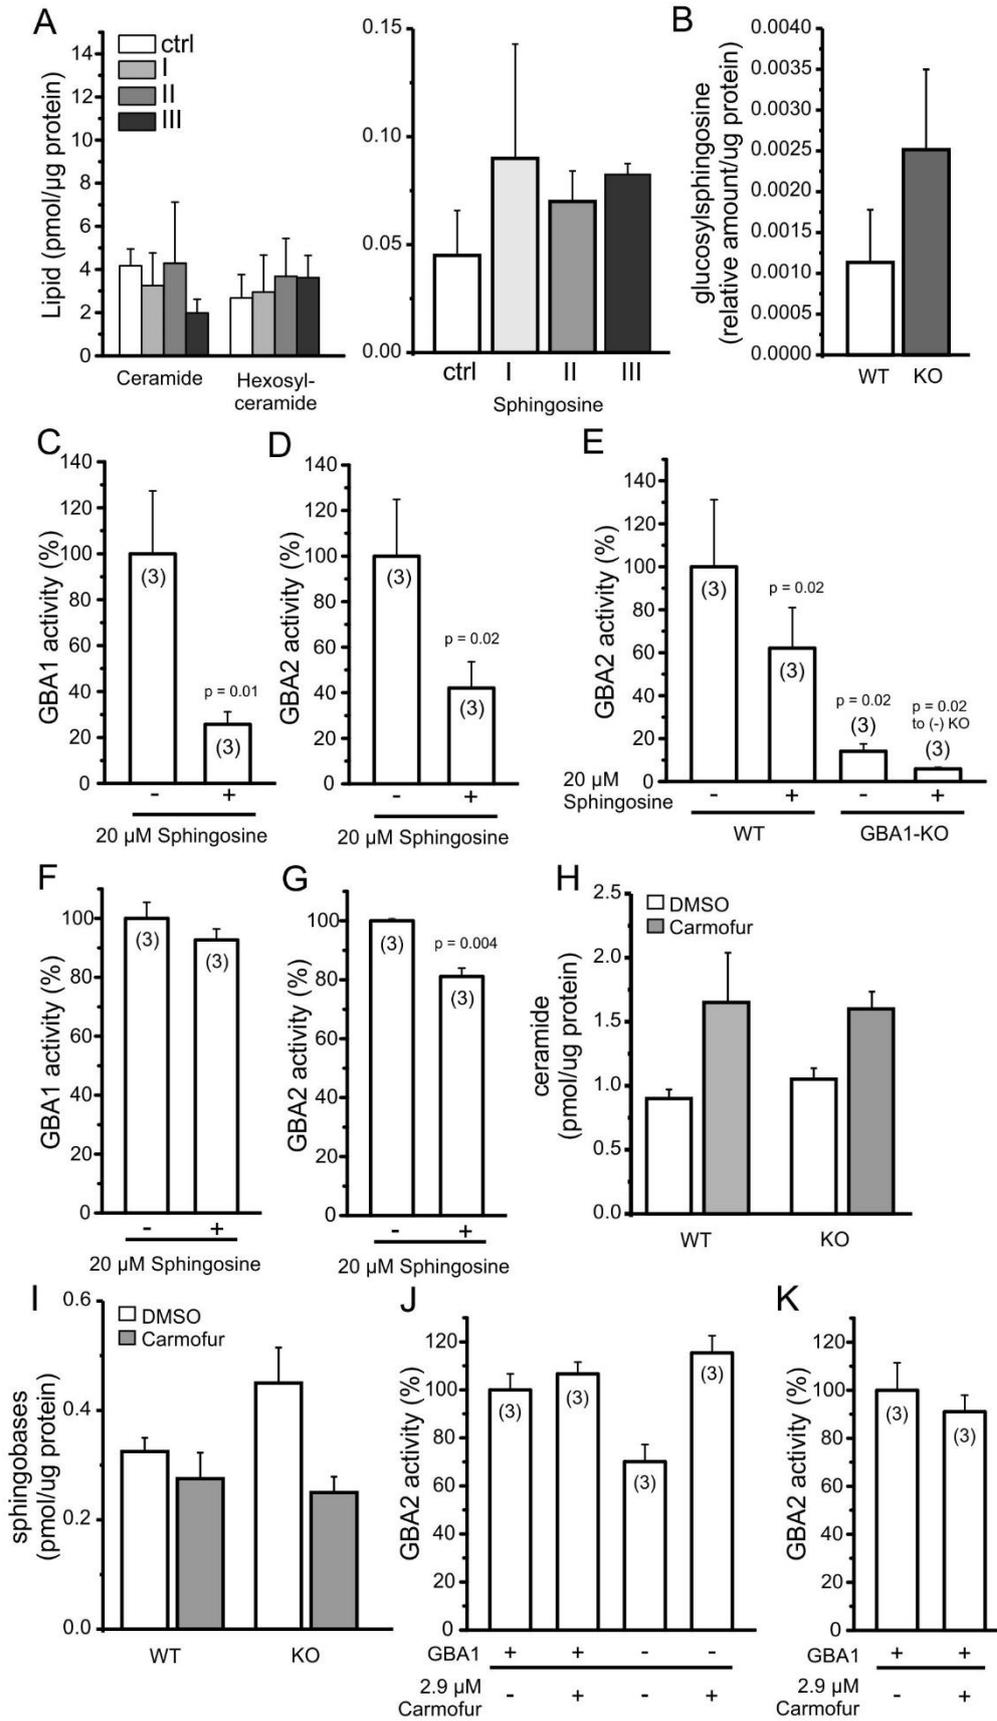 A
ctrl
I
II
III
Lipid (pmol/µg protein)
14
12
10
8
6
4
2
0
Ceramide
Hexosyl-
ceramide
0.15
0.10
0.05
0.00
ctrl I II III
Sphingosine
B
glucosylsphingosine
(relative amount/ug protein)
0.0040
0.0035
0.0030
0.0025
0.0020
0.0015
0.0010
0.0005
0.0000
WT KO
C
GBA1 activity (%)
140
120
100
80
60
40
20
0
(3)
p = 0.01
(3)
- +
20 µM Sphingosine
D
GBA2 activity (%)
140
120
100
80
60
40
20
0
(3)
p = 0.02
(3)
- +
20 µM Sphingosine
E
GBA2 activity (%)
140
120
100
80
60
40
20
0
(3)
p = 0.02
(3)
p = 0.02
(3)
p = 0.02
to (-) KO
(3)
20 µM
Sphingosine
- + - +
WT GBA1-KO
F
GBA1 activity (%)
100
80
60
40
20
0
(3)
(3)
- +
20 µM Sphingosine
G
GBA2 activity (%)
100
80
60
40
20
0
(3)
p = 0.004
(3)
- +
20 µM Sphingosine
H
DMSO
Carmofur
ceramide
(pmol/ug protein)
2.5
2.0
1.5
1.0
0.5
0.0
WT KO
I
DMSO
Carmofur
sphingobases
(pmol/ug protein)
0.6
0.4
0.2
0.0
WT KO
J
GBA2 activity (%)
120
100
80
60
40
20
0
(3)
(3)
(3)
(3)
GBA1 + + - -
2.9 µM
Carmofur
- + - +
K
GBA2 activity (%)
120
100
80
60
40
20
0
(3)
(3)
GBA1 + +
2.9 µM
Carmofur
- +